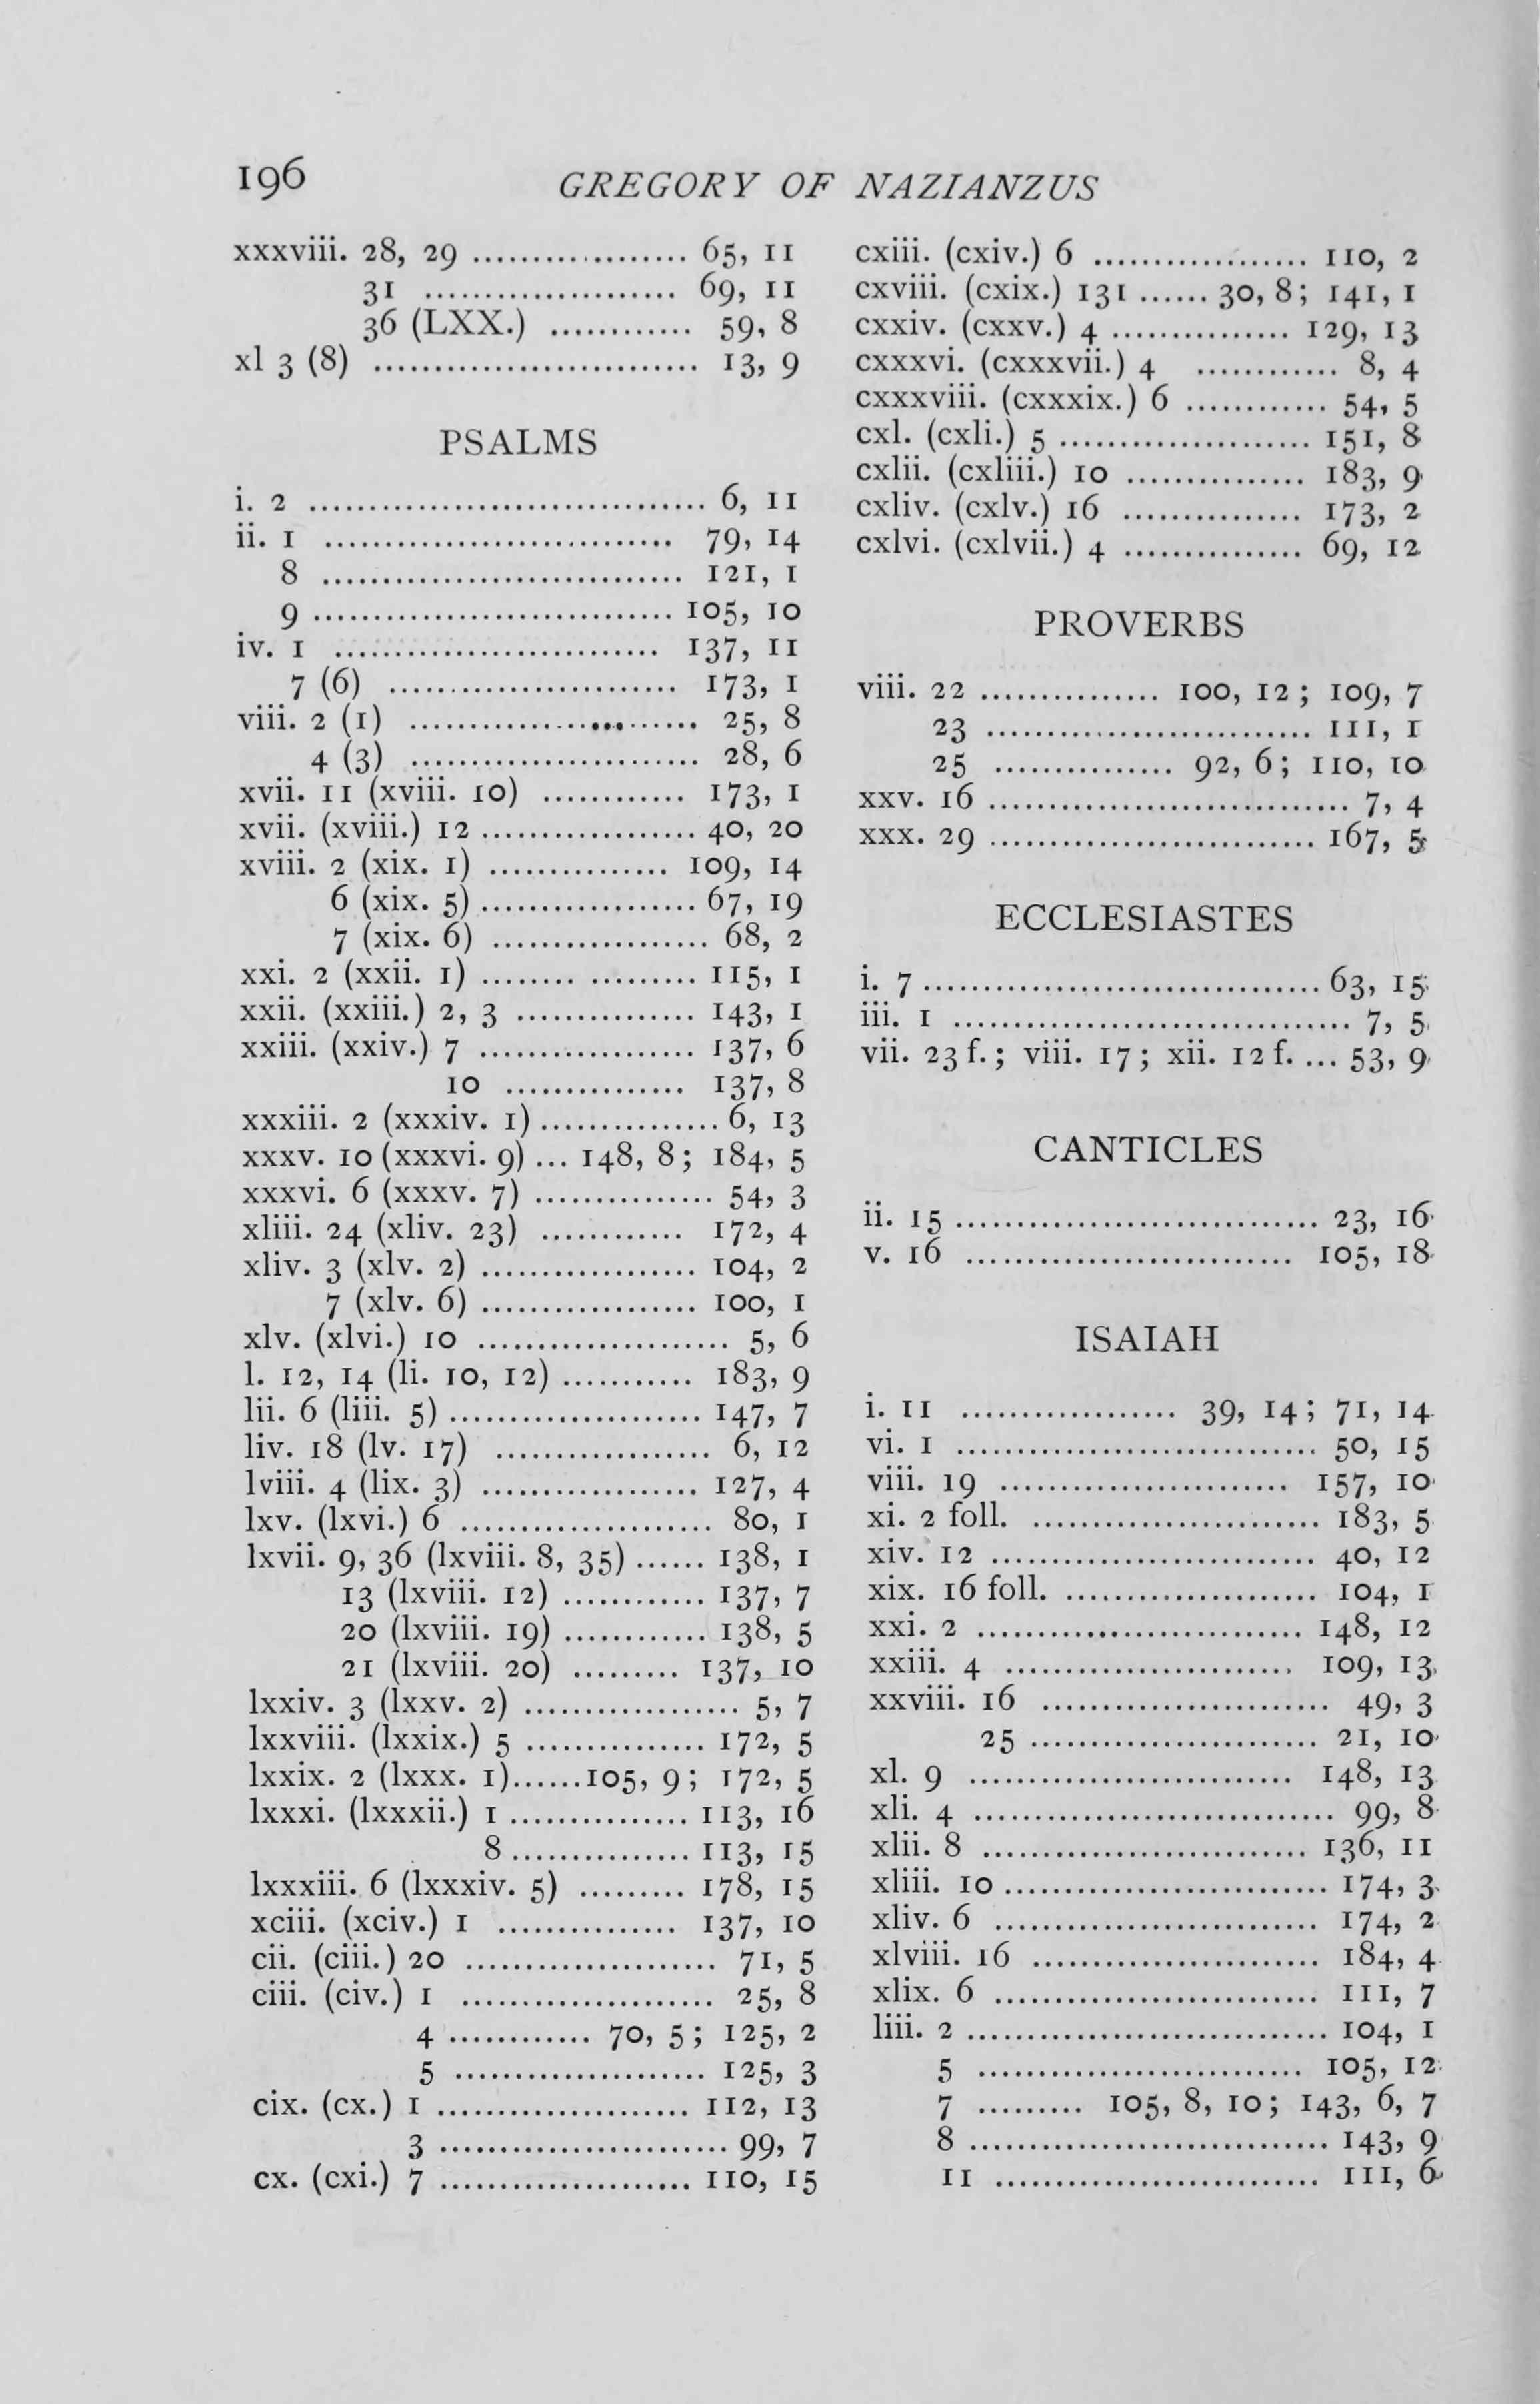 196 GREGORY OF NAZIANZUS
xxxviii. 28, 29 .................. 65, 11
31 ..................... 69, 11
36 (LXX.) ............ 59, 8
xl 3 (8) ........................... 13, 9
PSALMS
i. 2 ................................. 6, 11
ii. 1 ............................. 79, 14
8 .............................. 121, 1
9 .............................. 105, 10
iv. 1 ........................... 137, 11
7 (6) ........................ 173, 1
viii. 2 (1) ........................ 25, 8
4 (3) ........................ 28, 6
xvii. 11 (xviii. 10) ............ 173, 1
xvii. (xviii.) 12 .................. 40, 20
xviii. 2 (xix. 1) ............... 109, 14
6 (xix. 5) .................. 67, 19
7 (xix. 6) .................. 68, 2
xxi. 2 (xxii. 1) ........ ......... 115, 1
xxii. (xxiii.) 2, 3 ............... 143, 1
xxiii. (xxiv.) 7 .................. 137, 6
10 ............... 137, 8
xxxiii. 2 (xxxiv. 1) ............... 6, 13
xxxv. 10 (xxxvi. 9) ... 148, 8; 184, 5
xxxvi. 6 (xxxv. 7) ............... 54, 3
xliii. 24 (xliv. 23) ............ 172, 4
xliv. 3 (xlv. 2) .................. 104, 2
7 (xlv. 6) .................. 100, 1
xlv. (xlvi.) 10 ..................... 5, 6
l. 12, 14 (li. 10, 12) ........... 183, 9
lii. 6 (liii. 5) ..................... 147, 7
liv. 18 (lv. 17) .................. 6, 12
lviii. 4 (lix. 3) .................. 127, 4
lxv. (lxvi.) 6 ..................... 80, 1
lxvii. 9, 36 (lxviii. 8, 35) ...... 138, 1
13 (lxviii. 12) ............ 137, 7
20 (lxviii. 19) ............ 138, 5
21 (lxviii. 20) ......... 137, 10
lxxiv. 3 (lxxv. 2) .................. 5, 7
lxxviii. (lxxix.) 5 ............... 172, 5
lxxix. 2 (lxxx. 1)......105, 9; 172, 5
lxxxi. (lxxxii.) 1 ............... 113, 16
8 ............... 113, 15
lxxxiii. 6 (lxxxiv. 5) ......... 178, 15
xciii. (xciv.) 1 ............... 137, 10
cii. (ciii.) 20 ..................... 71, 5
ciii. (civ.) 1 ..................... 25, 8
4 ............ 70, 5; 125, 2
5 ..................... 125, 3
cix. (cx.) 1 ..................... 112, 13
3 ........................ 99, 7
cx. (cxi.) 7 ..................... 110, 15
cxiii. (cxiv.) 6 .................. 110, 2
cxviii. (cxix.) 131 ...... 30, 8; 141, 1
cxxiv. (cxxv.) 4 ............... 129, 13
cxxxvi. (cxxxvii.) 4 ............ 8, 4
cxxxviii. (cxxxix.) 6 ............ 54, 5
cxl. (cxli.) 5 ..................... 151, 8
cxlii. (cxliii.) 10 ............... 183, 9
cxliv. (cxlv.) 16 ............... 173, 2
cxlvi. (cxlvii.) 4 ............... 69, 12
PROVERBS
viii. 22 ............... 100, 12; 109, 7
23 ........................... 111, 1
25 ............... 92, 6; 110, 10
xxv. 16 .............................. 7, 4
xxx. 29 ........................... 167, 5
ECCLESIASTES
i. 7 ................................. 63, 15
iii. 1 ................................. 7, 5
vii. 23 f.; viii. 17; xii. 12 f. ... 53, 9
CANTICLES
ii. 15 .............................. 23, 16
v. 16 ........................... 105, 18
ISAIAH
i. 11 .................. 39, 14; 71, 14
vi. 1 .............................. 50, 15
viii. 19 ........................ 157, 10
xi. 2 foll. ........................ 183, 5
xiv. 12 ........................... 40, 12
xix. 16 foll. ..................... 104, 1
xxi. 2 ........................... 148, 12
xxiii. 4 ........................ 109, 13
xxviii. 16 ........................ 49, 3
25 ........................ 21, 10
xl. 9 ........................... 148, 13
xli. 4 .............................. 99, 8
xlii. 8 ........................... 136, 11
xliii. 10 ........................... 174, 3
xliv. 6 ........................... 174, 2
xlviii. 16 ........................ 184, 4
xlix. 6 ........................... 111, 7
liii. 2 .............................. 104, 1
5 ........................... 105, 12
7 ......... 105, 8, 10; 143, 6, 7
8 .............................. 143, 9
11 ........................... 111, 6